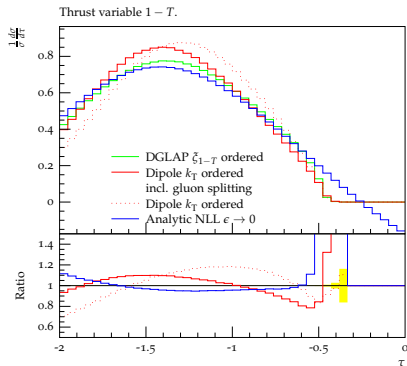 Thrust variable 1 − T.
1/σ dσ/dτ
0.8
0.6
0.4
0.2
0
DGLAP ξ̃1−T ordered
Dipole kT ordered
incl. gluon splitting
Dipole kT ordered
Analytic NLL ϵ → 0
Ratio
1.4
1.2
1
0.8
0.6
-2
-1.5
-1
-0.5
0
τ